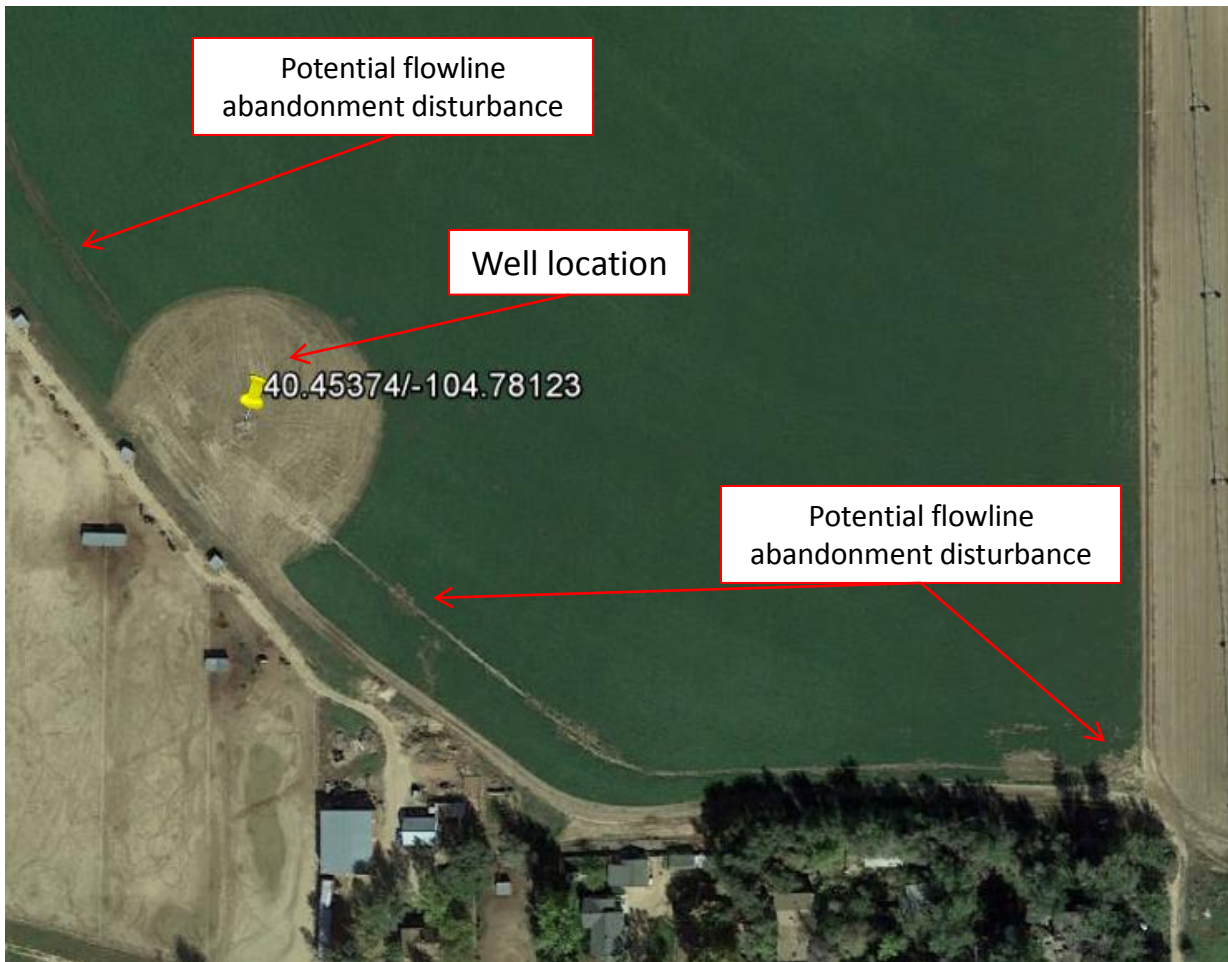 Potential flowline
abandonment disturbance
Well location
40.45374/-104.78123
Potential flowline
abandonment disturbance